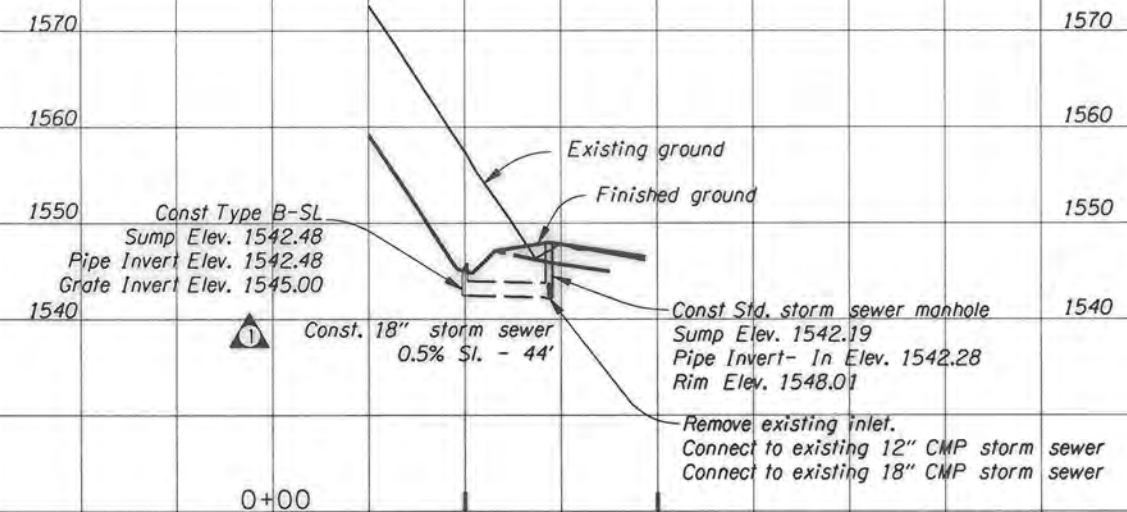 1570
1570
1560
1560
Existing ground
Finished ground
1550
1550
Const Type B-SL
Sump Elev. 1542.48
Pipe Invert Elev. 1542.48
Grate Invert Elev. 1545.00
1540
1540
1
Const. 18" storm sewer
0.5% Sl. - 44'
Const Std. storm sewer manhole
Sump Elev. 1542.19
Pipe Invert- In Elev. 1542.28
Rim Elev. 1548.01
Remove existing inlet.
Connect to existing 12" CMP storm sewer
Connect to existing 18" CMP storm sewer
0+00